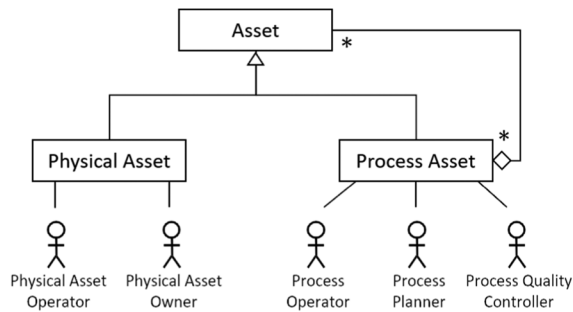 Asset
*
*
Physical Asset
Process Asset
Physical Asset
Operator
Physical Asset
Owner
Process
Operator
Process
Planner
Process Quality
Controller